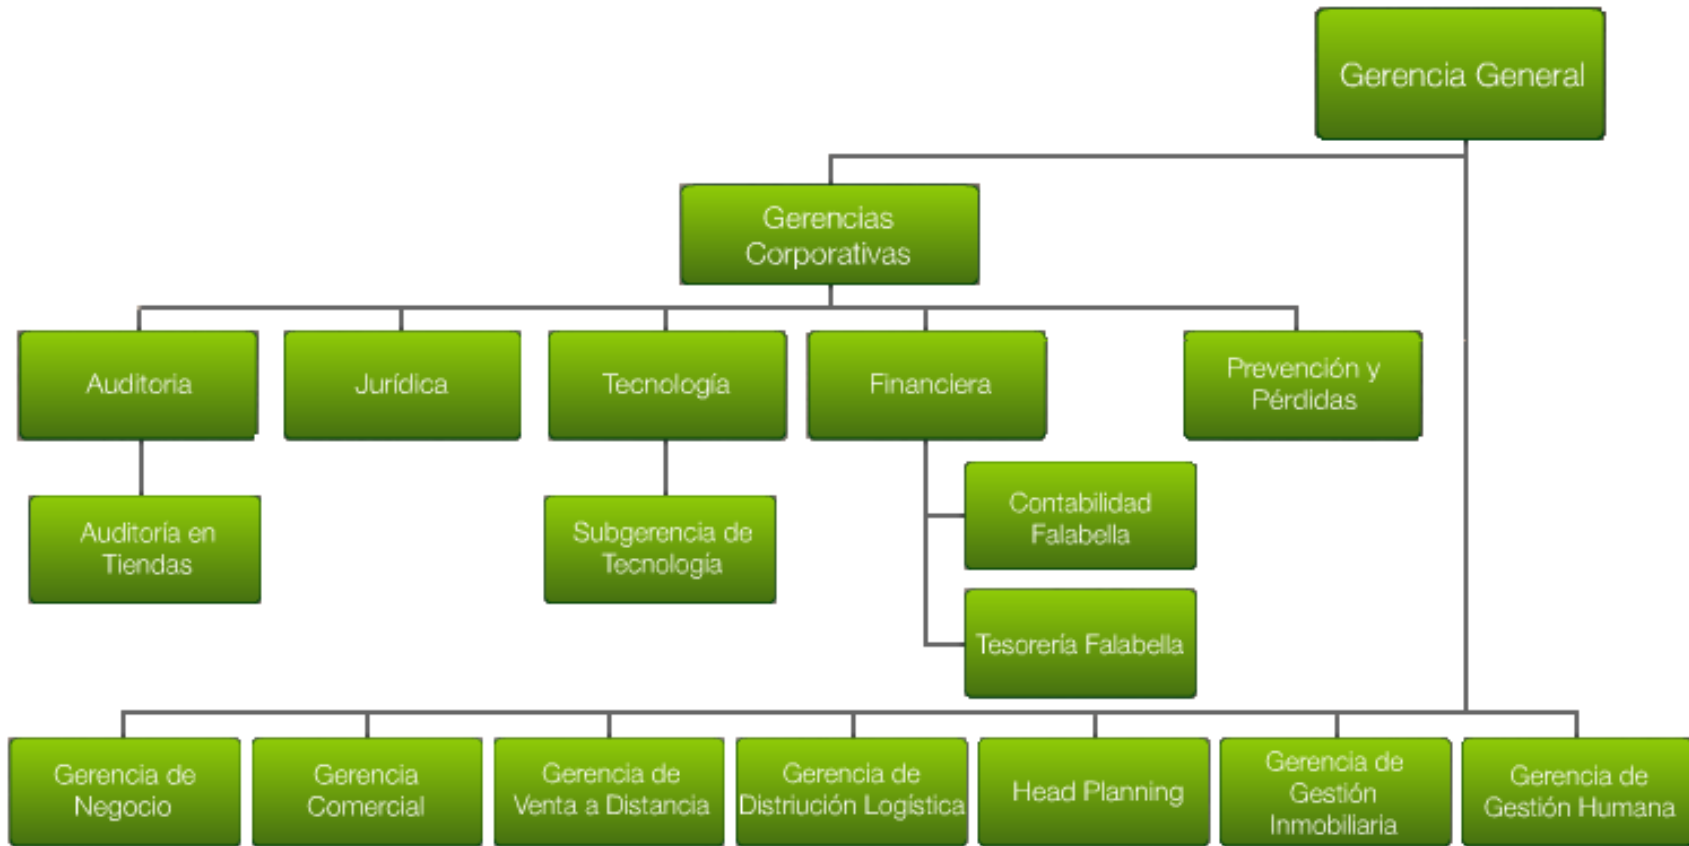 Gerencia General
Gerencias
Corporativas
Auditoria
Jurídica
Tecnología
Financiera
Prevención y
Pérdidas
Auditoría en
Tiendas
Subgerencia de
Tecnología
Contabilidad
Falabella
Tesorería Falabella
Gerencia de
Negocio
Gerencia
Comercial
Gerencia de
Venta a Distancia
Gerencia de
Distriución Logística
Head Planning
Gerencia de
Gestión
Inmobiliaria
Gerencia de
Gestión Humana